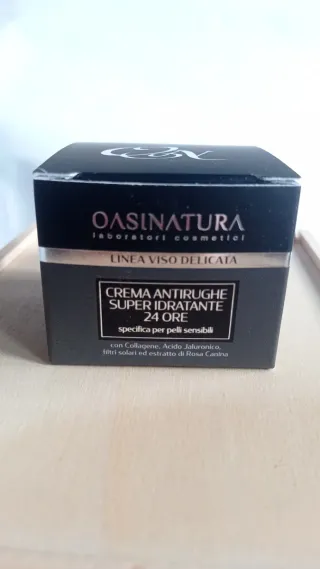 OASINATURA
laboratori cosmetici
LINEA VISO DELICATA
CREMA ANTIRUGHE
SUPER IDRATANTE
24 ORE
specifica per pelli sensibili
con Collagene, Acido Jaluronico,
filtri solari ed estratto di Rosa Canina